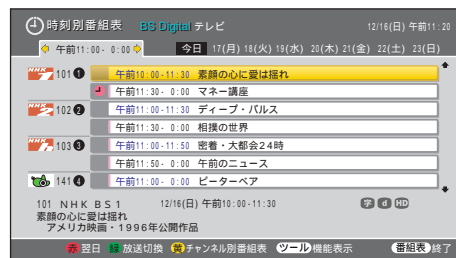 時刻別番組表 BS Digital テレビ 12/16(日) 午前11:20
午前11:00- 0:00 今日 17(月) 18(火) 19(水) 20(木) 21(金) 22(土) 23(日)
NHK 101 1 午前10:00-11:30 素顔の心に愛は揺れ
午前11:30- 0:00 マネー講座
NHK 102 2 午前11:00-11:30 ディープ・パルス
午前11:30- 0:00 相撲の世界
NHK 103 3 午前11:00-11:50 密着・大都会24時
午前11:50- 0:00 午前のニュース
141 4 午前11:00- 0:00 ピーターベア
101 NHK BS1 12/16(日) 午前10:00-11:30 字 d HD
素顔の心に愛は揺れ
アメリカ映画・1996年公開作品
赤 翌日 緑 放送切換 黄 チャンネル別番組表 ツール 機能表示 番組表 終了